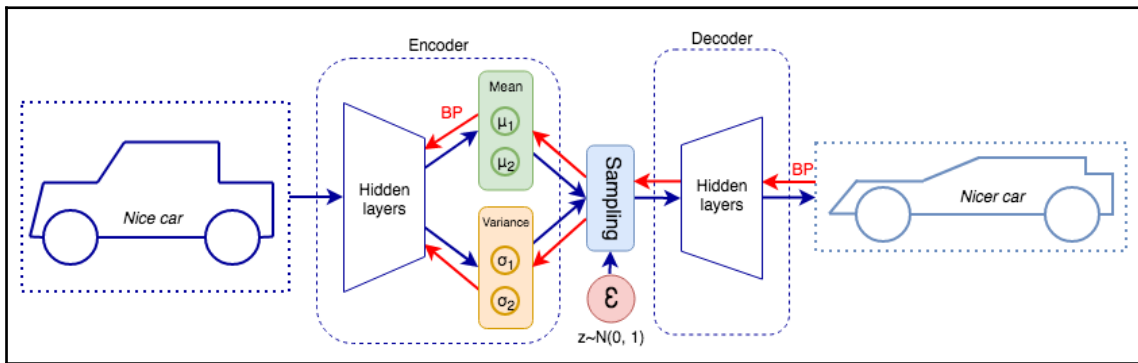 Encoder
Decoder
Mean
BP
μ1
μ2
Nice car
Hidden
layers
Variance
σ1
σ2
Sampling
ε
z~N(0, 1)
Hidden
layers
BP
Nicer car